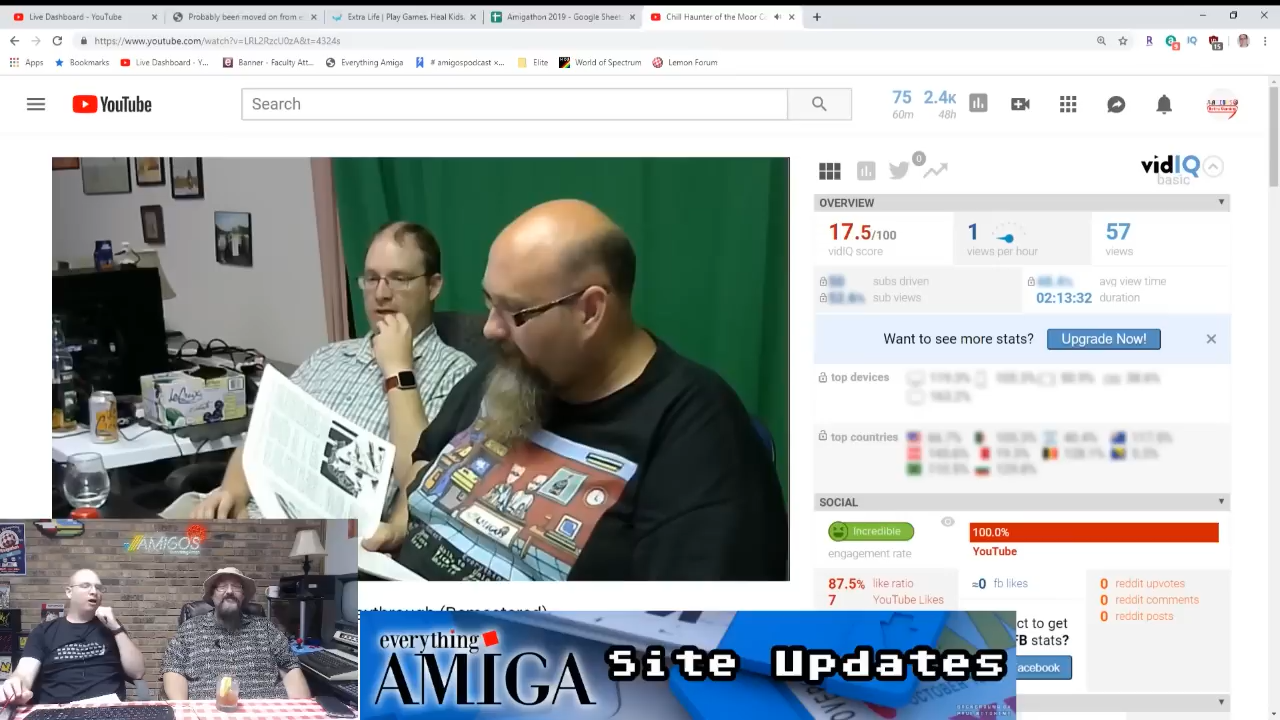 Live Dashboard - YouTube
Probably been moved on from e
Extra Life | Play Games. Heal Kids.
Amigathon 2019 - Google Sheet
Chill Haunter of the Moor C
https://www.youtube.com/watch?v=LRL2RzcU0zA&t=4324s
Apps
Bookmarks
Live Dashboard - Y...
Banner - Faculty Att...
Everything Amiga
# amigospodcast x...
Elite
World of Spectrum
Lemon Forum
YouTube
Search
75 2.4K
60m 48h
0
vidIQ
basic
OVERVIEW
17.5/100
vidIQ score
1
views per hour
57
views
subs driven
avg view time
sub views
02:13:32 duration
Want to see more stats? Upgrade Now!
top devices
top countries
SOCIAL
Incredible
engagement rate
100.0%
YouTube
87.5% like ratio
7 YouTube Likes
≈0 fb likes
0 reddit upvotes
0 reddit comments
0 reddit posts
ythrough (Remastered)
ct to get
FB stats?
acebook
AMIGOS
everything
AMIGA
Site Updates